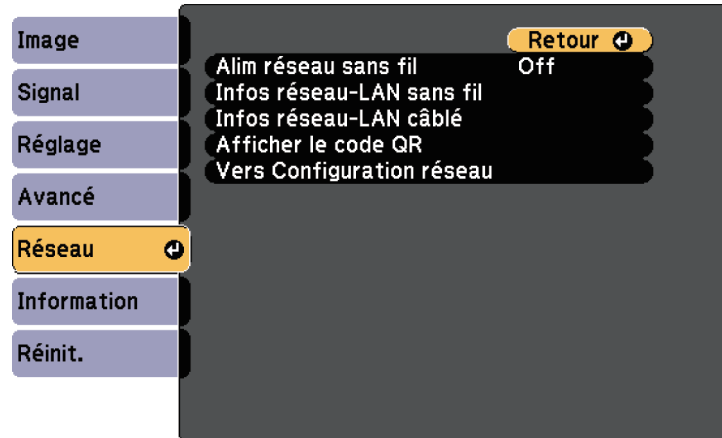 Image
Signal
Réglage
Avancé
Réseau
Information
Réinit.
Retour
Alim réseau sans fil Off
Infos réseau-LAN sans fil
Infos réseau-LAN câblé
Afficher le code QR
Vers Configuration réseau